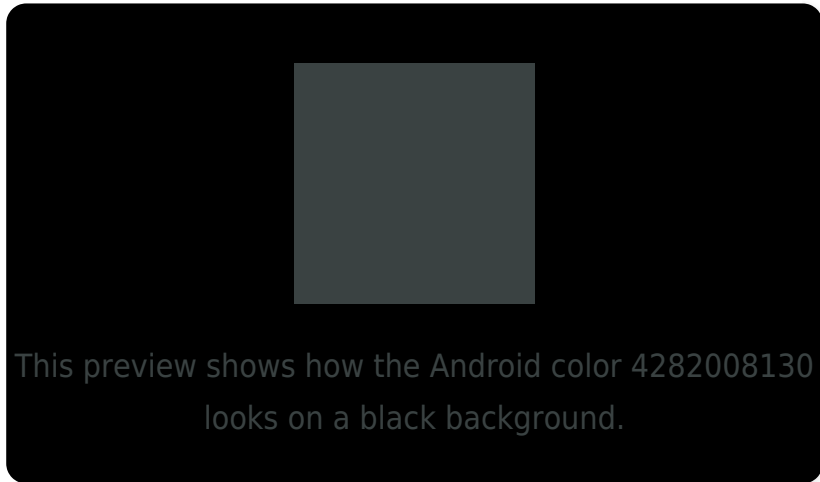 This preview shows how the Android color 4282008130
looks on a black background.